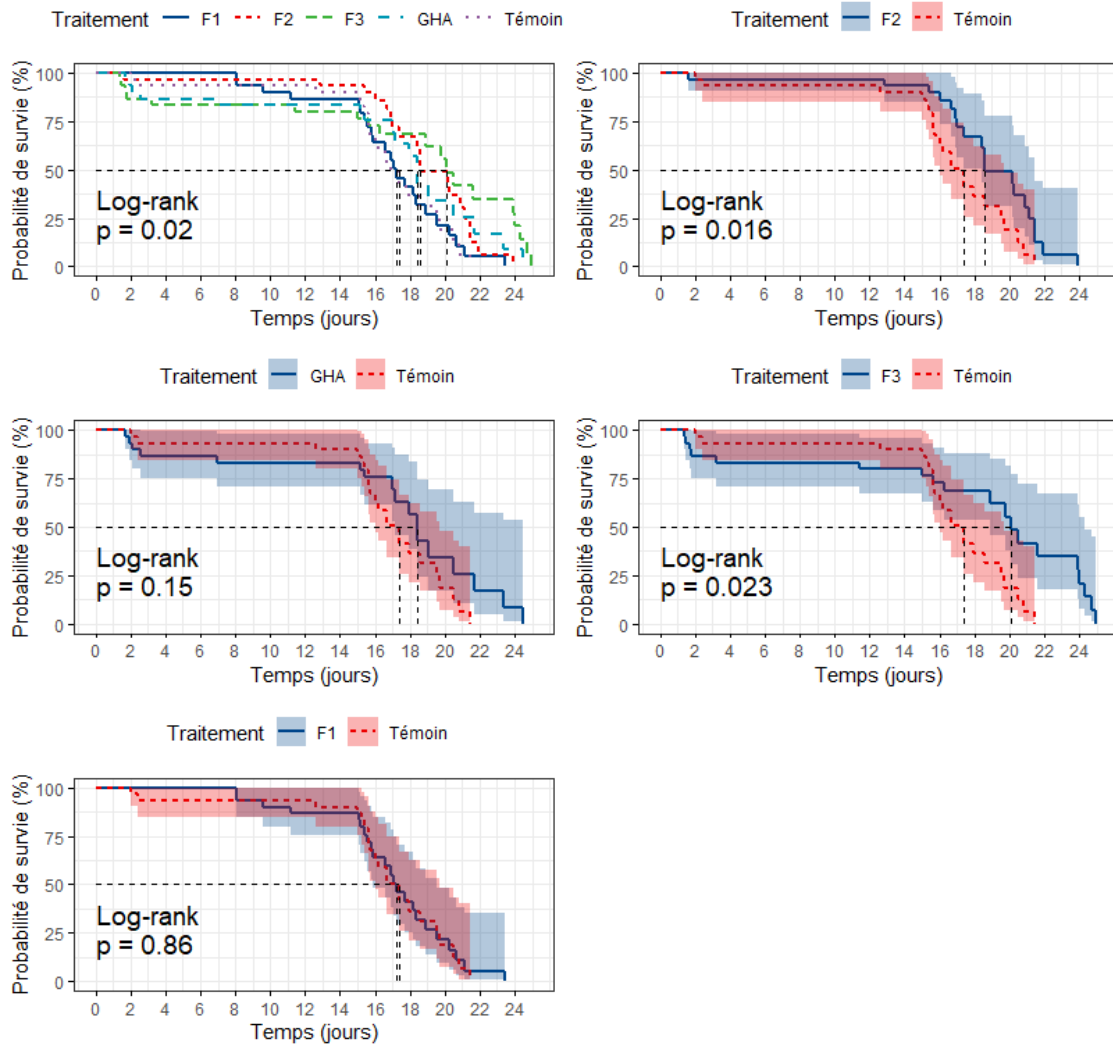 Traitement F1 F2 F3 GHA Témoin
Probabilité de survie (%)
100
75
50
25
0
Log-rank
p = 0.02
0 2 4 6 8 10 12 14 16 18 20 22 24
Temps (jours)
Traitement F2 Témoin
Probabilité de survie (%)
100
75
50
25
0
Log-rank
p = 0.016
0 2 4 6 8 10 12 14 16 18 20 22 24
Temps (jours)
Traitement GHA Témoin
Probabilité de survie (%)
100
75
50
25
0
Log-rank
p = 0.15
0 2 4 6 8 10 12 14 16 18 20 22 24
Temps (jours)
Traitement F3 Témoin
Probabilité de survie (%)
100
75
50
25
0
Log-rank
p = 0.023
0 2 4 6 8 10 12 14 16 18 20 22 24
Temps (jours)
Traitement F1 Témoin
Probabilité de survie (%)
100
75
50
25
0
Log-rank
p = 0.86
0 2 4 6 8 10 12 14 16 18 20 22 24
Temps (jours)